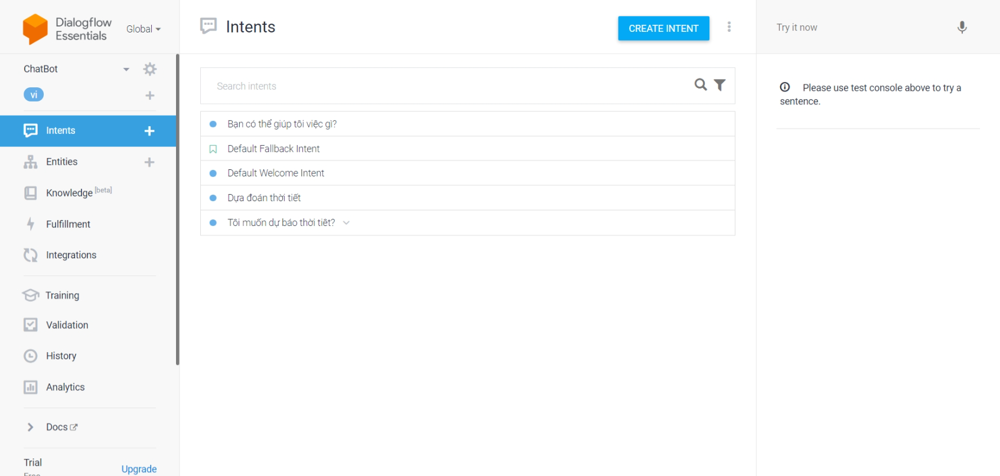 Dialogflow
Essentials
Global
Intents
CREATE INTENT
Try it now
ChatBot
vi
Search intents
Please use test console above to try a
sentence.
Intents
Entities
Knowledge [beta]
Fulfillment
Integrations
Training
Validation
History
Analytics
Docs
Trial
Free
Upgrade
Bạn có thể giúp tôi việc gì?
Default Fallback Intent
Default Welcome Intent
Dựa đoán thời tiết
Tôi muốn dự báo thời tiêt?